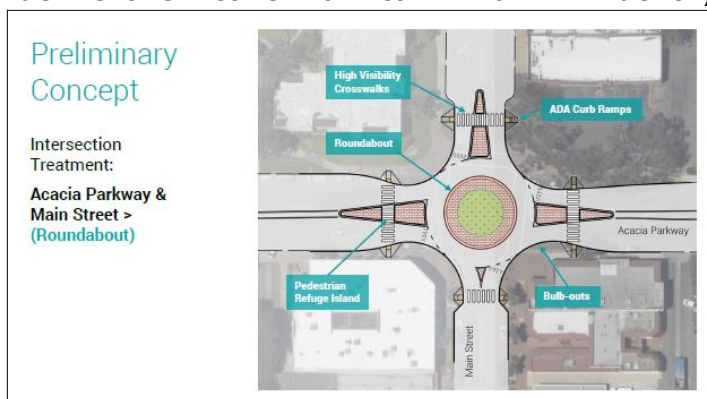 Preliminary
Concept
Intersection
Treatment:
Acacia Parkway &
Main Street >
(Roundabout)
High Visibility
Crosswalks
ADA Curb Ramps
Roundabout
Acacia Parkway
Pedestrian
Refuge Island
Bulb-outs
Main Street